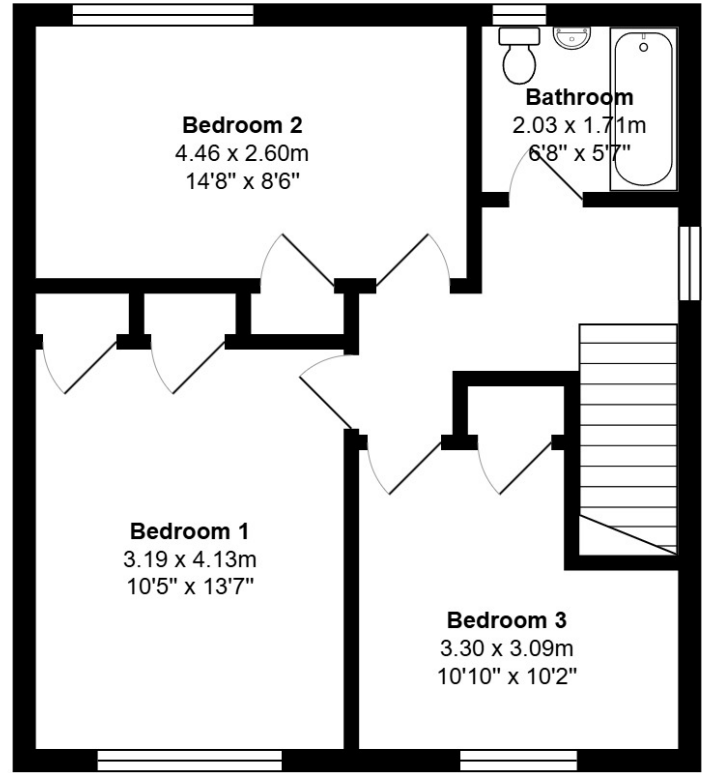 Bedroom 2
4.46 x 2.60m
14'8" x 8'6"
Bathroom
2.03 x 1.71m
6'8" x 5'7"
Bedroom 1
3.19 x 4.13m
10'5" x 13'7"
Bedroom 3
3.30 x 3.09m
10'10" x 10'2"